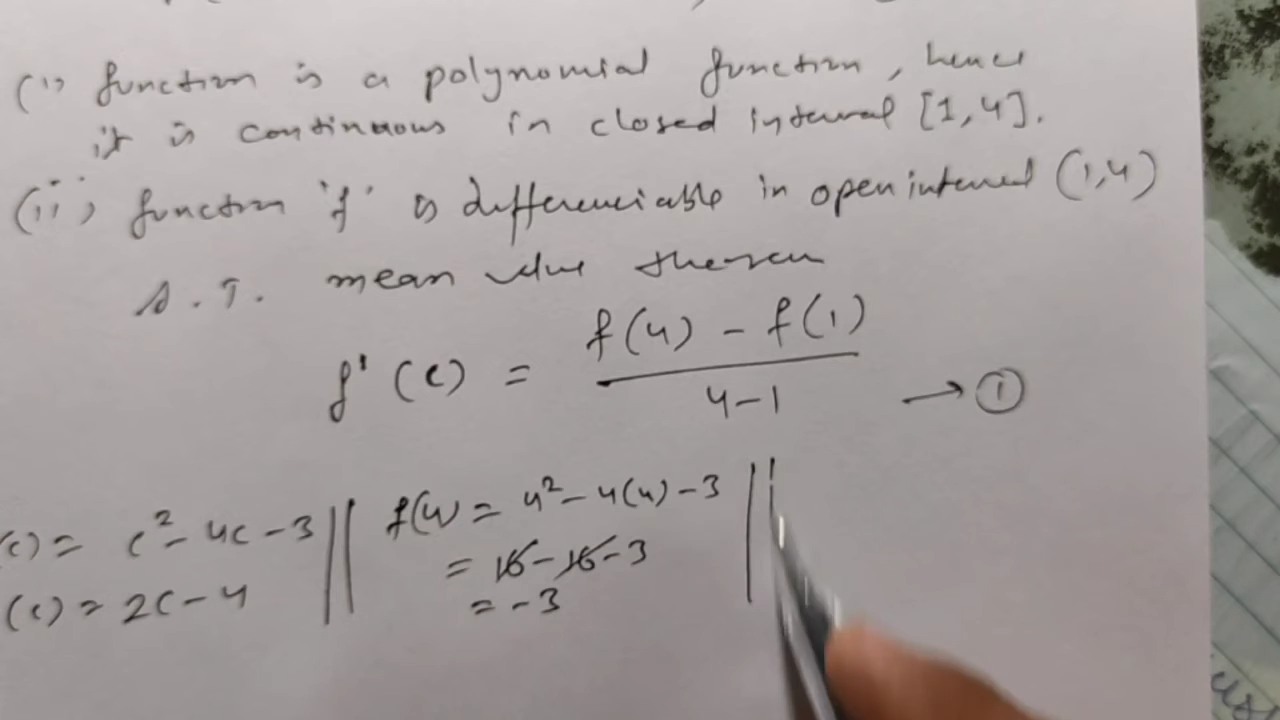 (i) function is a polynomial function, hence
it is continuous in closed interval [1,4].
(ii) function 'f' is differenciable in open interval (1,4)
S.T. mean value theorem
f'(c) = f(4) - f(1) / 4-1 → ①
(c) = c² - 4c - 3 || f(4) = 4² - 4(4) - 3 ||
(c) = 2c - 4
= 16 - 16 - 3
= -3